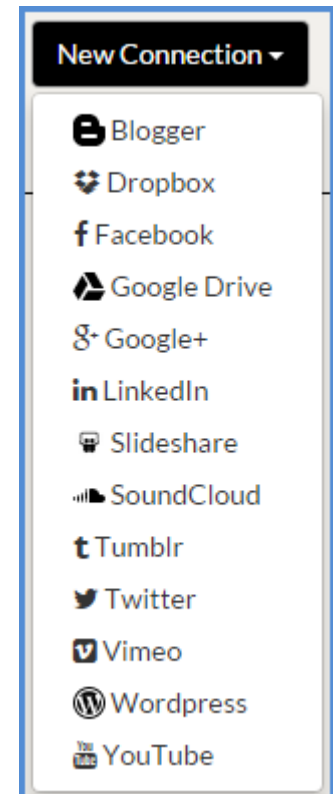 New Connection
Blogger
Dropbox
Facebook
Google Drive
Google+
LinkedIn
Slideshare
SoundCloud
Tumblr
Twitter
Vimeo
Wordpress
YouTube